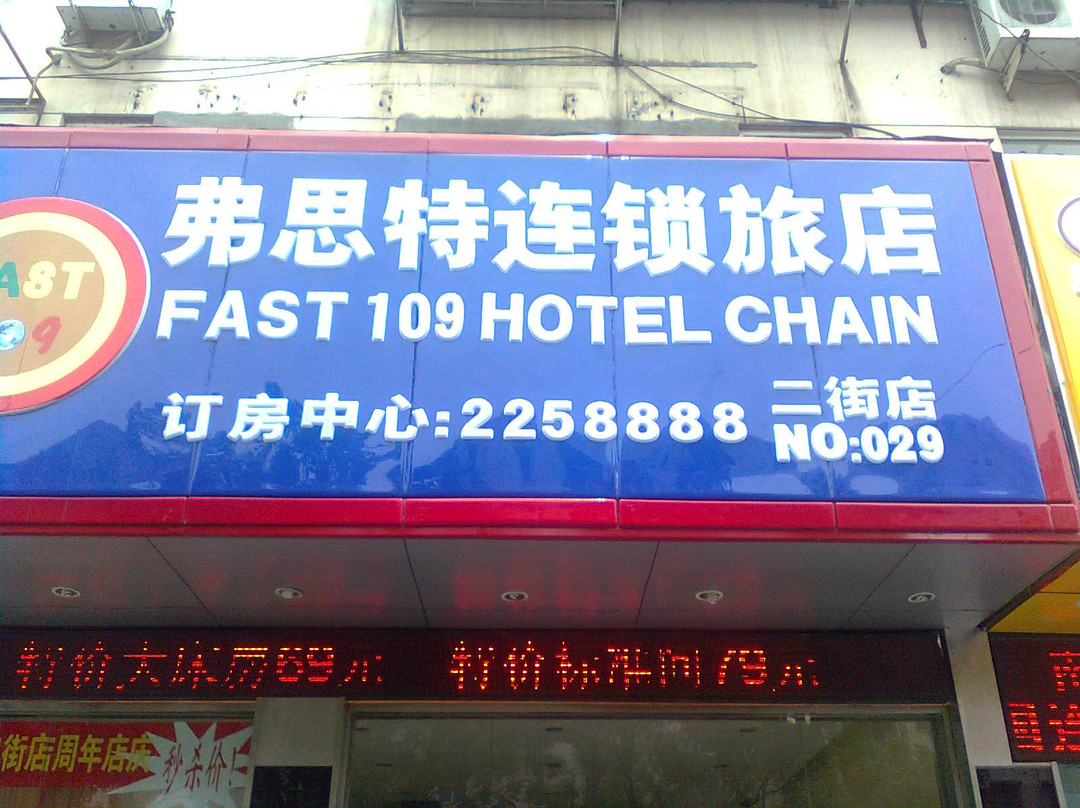 弗思特连锁旅店
FAST 109 HOTEL CHAIN
订房中心:2258888
二街店
NO:029
A8T
9
特价大床房69元 特价标准间79元
街店周年店庆
秒杀价!